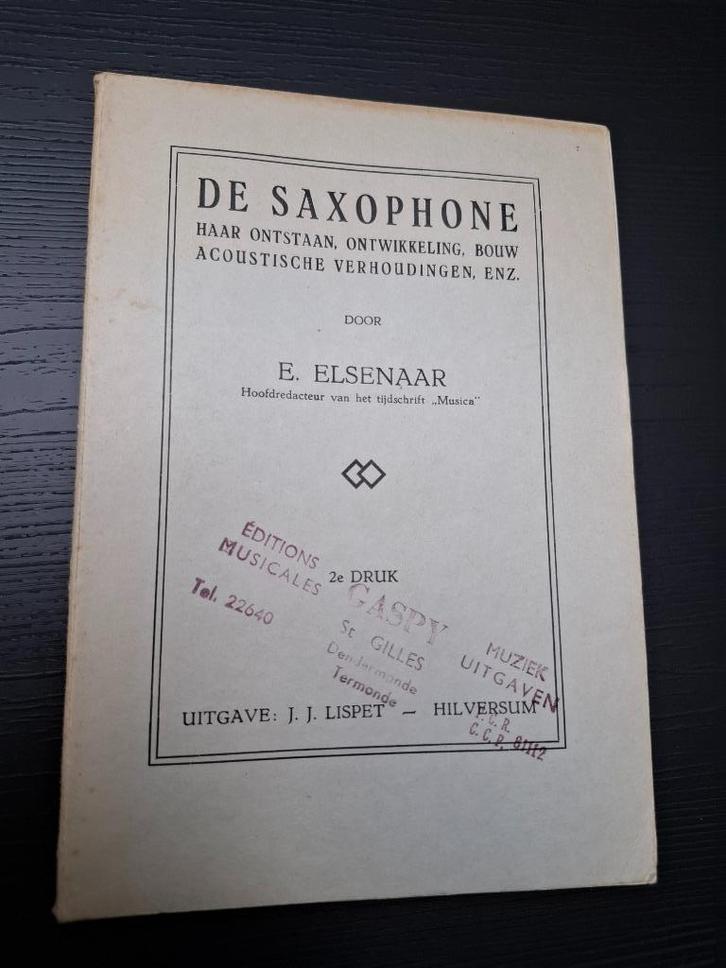 DE SAXOPHONE
HAAR ONTSTAAN, ONTWIKKELING, BOUW
ACOUSTISCHE VERHOUDINGEN, ENZ.
DOOR
E. ELSENAAR
Hoofdredacteur van het tijdschrift „Musica”
2e DRUK
ÉDITIONS
MUSICALES
Tel. 22640
GASPY
St GILLES
Dendermonde
Termonde
MUZIEK
UITGAVEN
C.C.P.
UITGAVE: J. J. LISPET — HILVERSUM